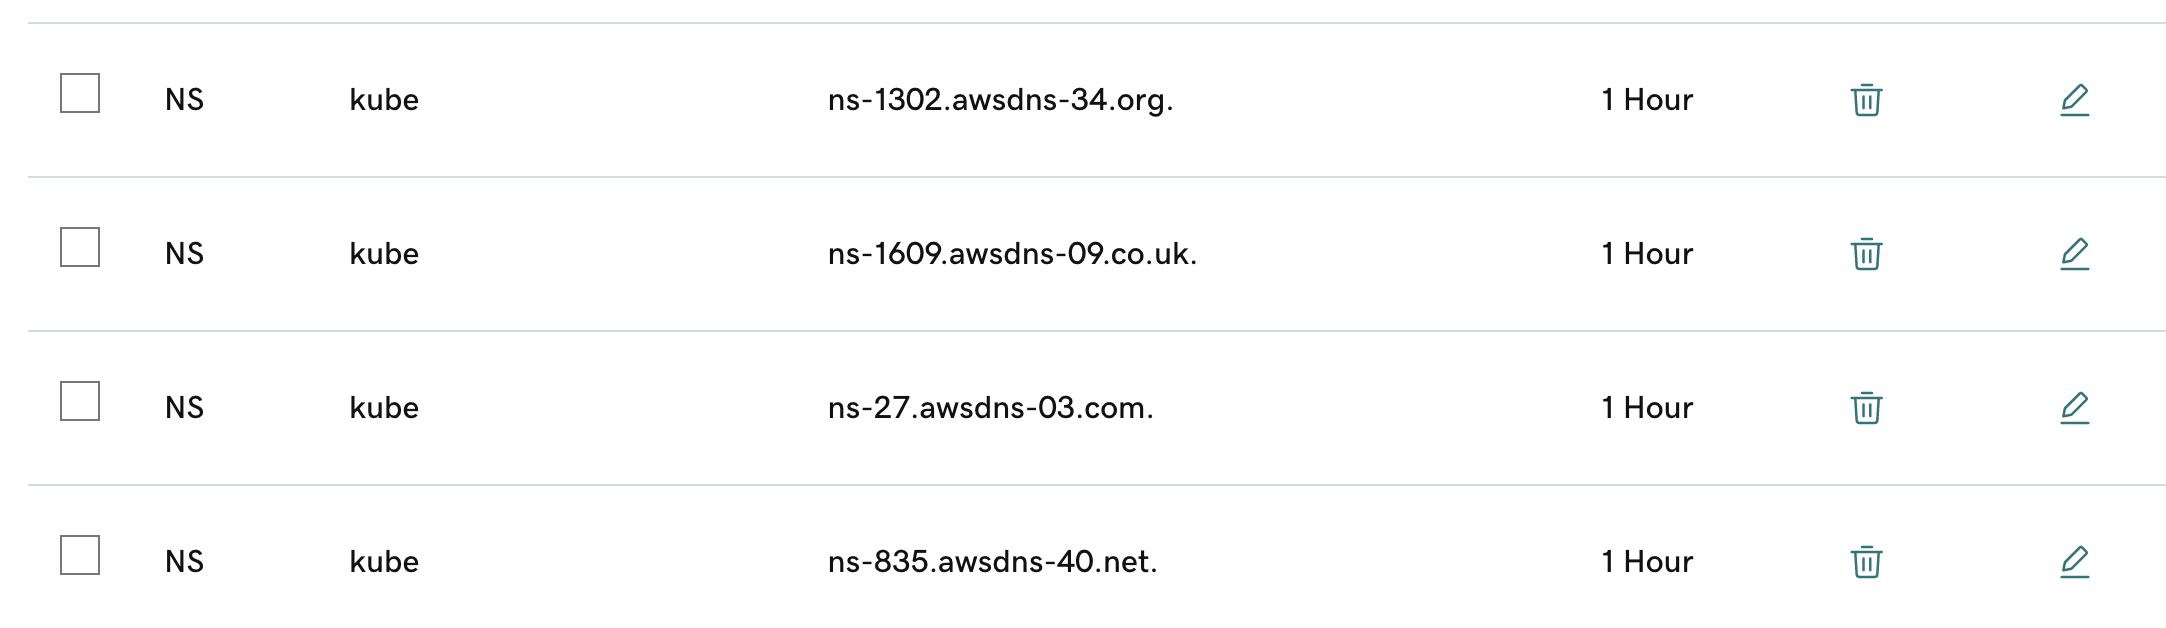 NS kube ns-1302.awsdns-34.org. 1 Hour
NS kube ns-1609.awsdns-09.co.uk. 1 Hour
NS kube ns-27.awsdns-03.com. 1 Hour
NS kube ns-835.awsdns-40.net. 1 Hour